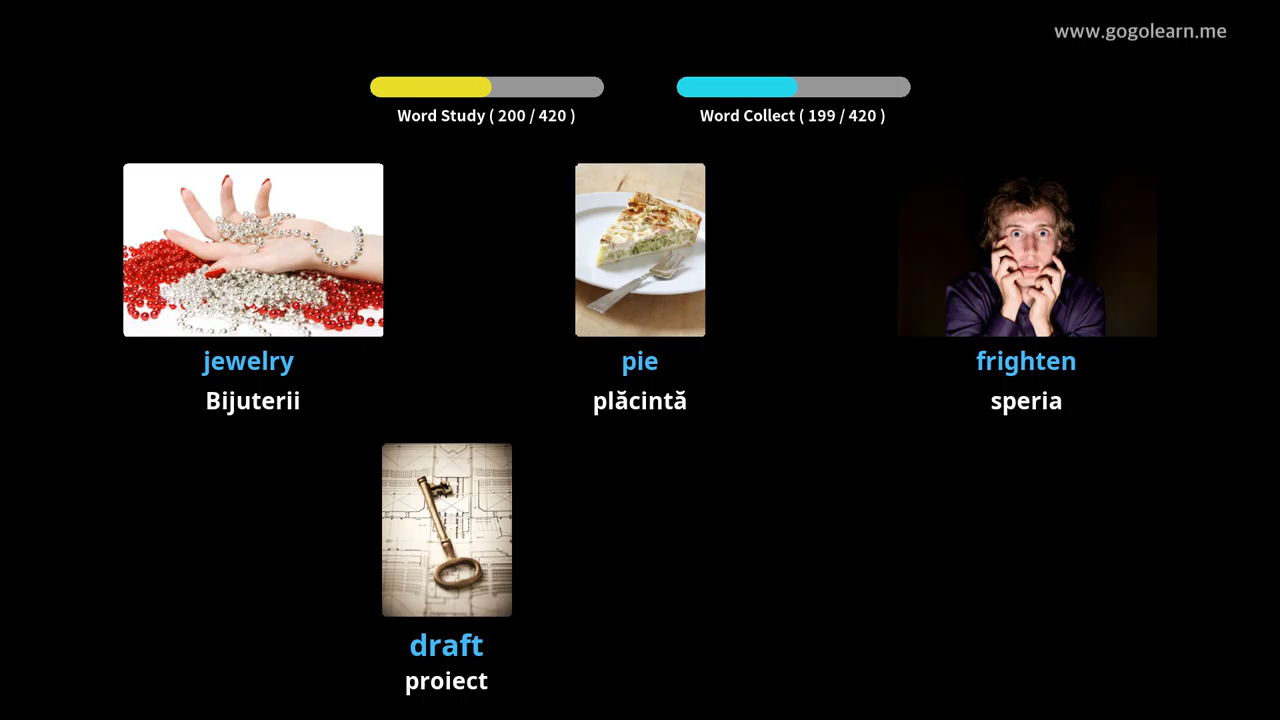 www.gogolearn.me
Word Study ( 200 / 420 )
Word Collect ( 199 / 420 )
jewelry
pie
frighten
Bijuterii
plăcintă
speria
draft
proiect